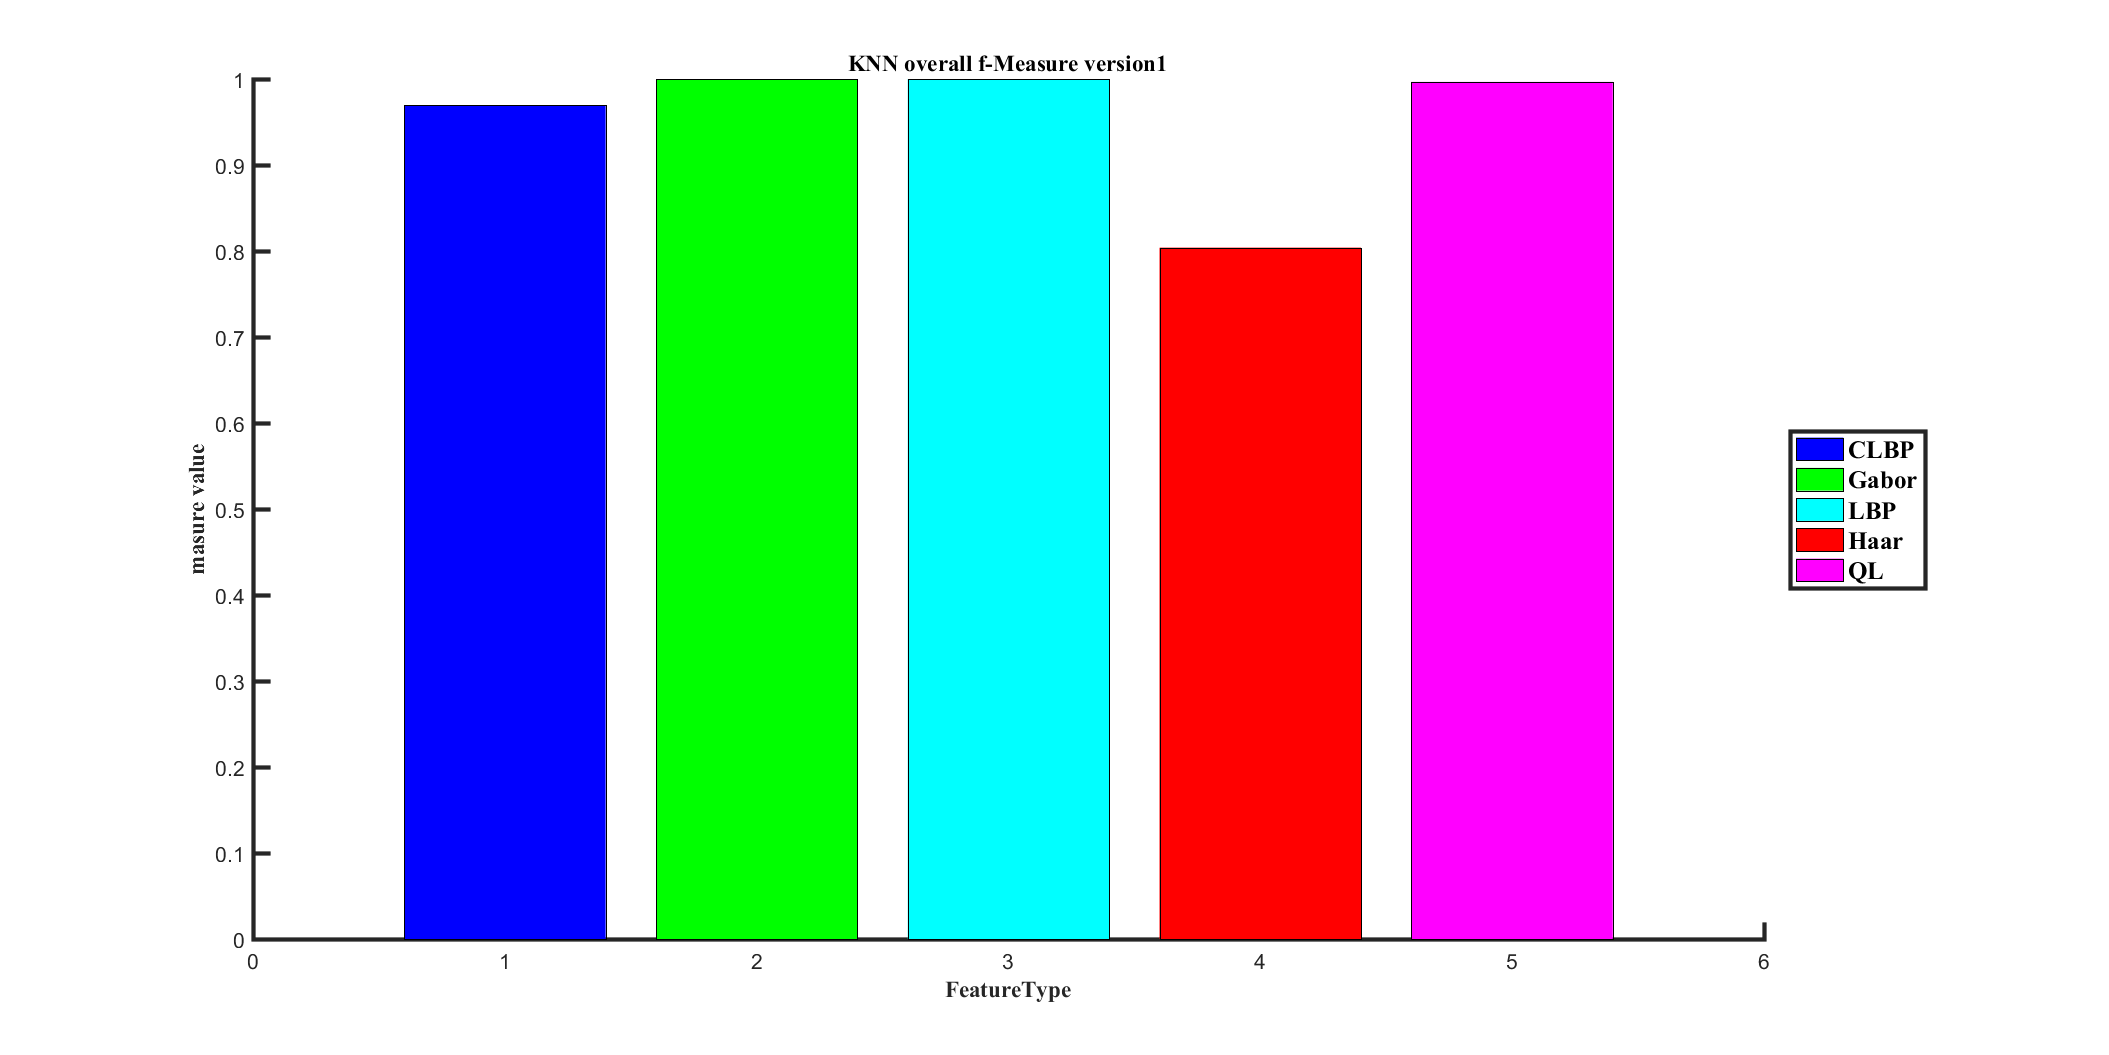 KNN overall f-Measure version1
1
0.9
0.8
0.7
0.6
0.5
0.4
0.3
0.2
0.1
0
masure value
0 1 2 3 4 5 6
FeatureType
CLBP
Gabor
LBP
Haar
QL